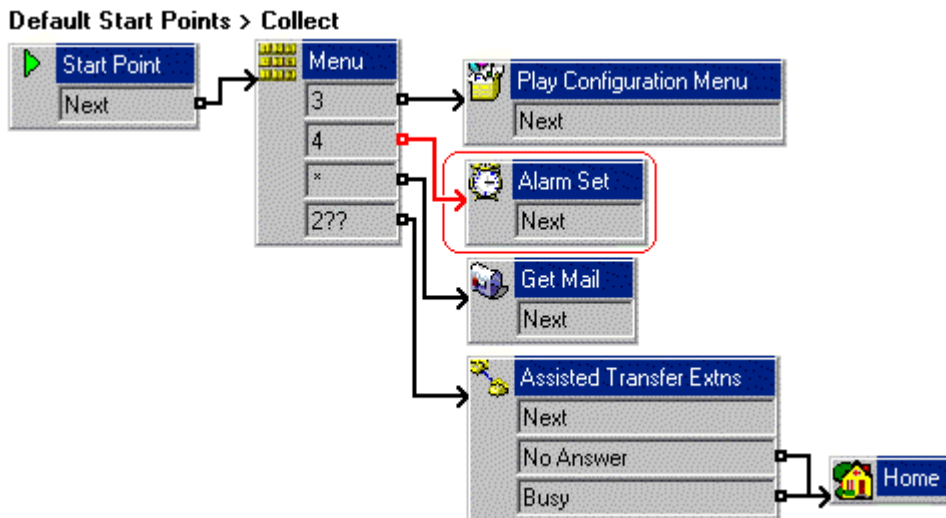 Default Start Points > Collect
Start Point
Next
Menu
3
4
*
2??
Play Configuration Menu
Next
Alarm Set
Next
Get Mail
Next
Assisted Transfer Extns
Next
No Answer
Busy
Home